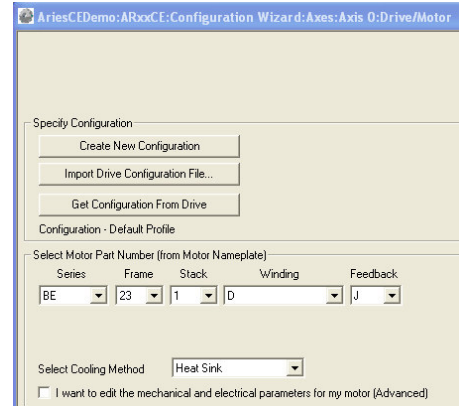 AriesCEDemo:ARxxCE:Configuration Wizard:Axes:Axis 0:Drive/Motor
Specify Configuration
Create New Configuration
Import Drive Configuration File...
Get Configuration From Drive
Configuration - Default Profile
Select Motor Part Number (from Motor Nameplate)
Series Frame Stack Winding Feedback
BE 23 1 D J
Select Cooling Method Heat Sink
I want to edit the mechanical and electrical parameters for my motor (Advanced)